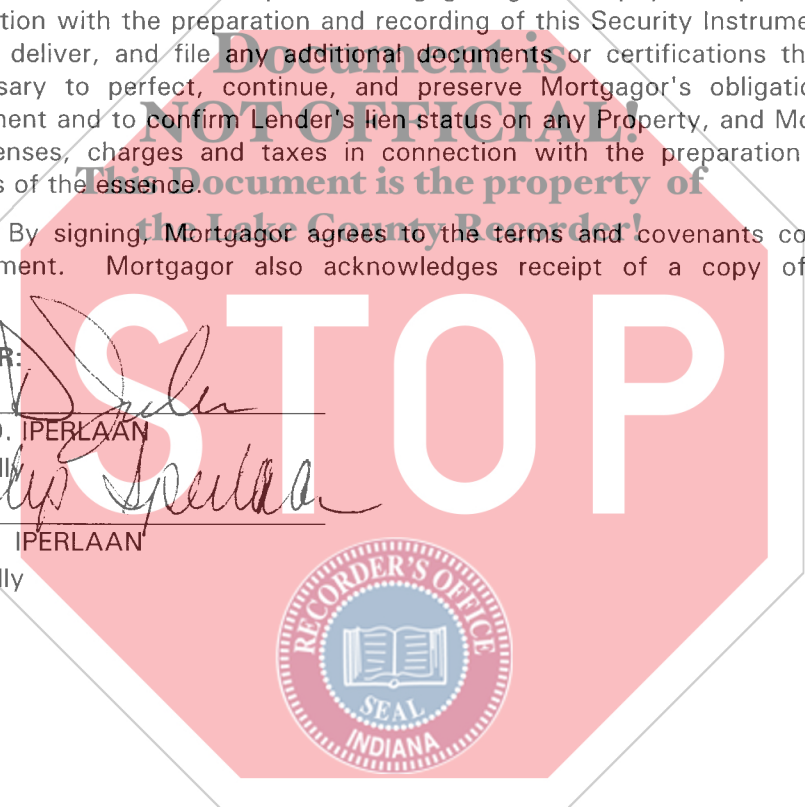 tion with the preparation and recording of this Security Instrume
deliver, and file any additional documents or certifications th
sary to perfect, continue, and preserve Mortgagor's obligatio
ment and to confirm Lender's lien status on any Property, and Mo
enses, charges and taxes in connection with the preparation
s of the essence.
Document is
NOT OFFICIAL!
This Document is the property of
the Lake County Recorder!
By signing, Mortgagor agrees to the terms and covenants co
ment. Mortgagor also acknowledges receipt of a copy of
STOP
R:
D. IPERLAAN
lly
Iperlaan
IPERLAAN
lly
RECORDER'S OFFICE
SEAL
INDIANA